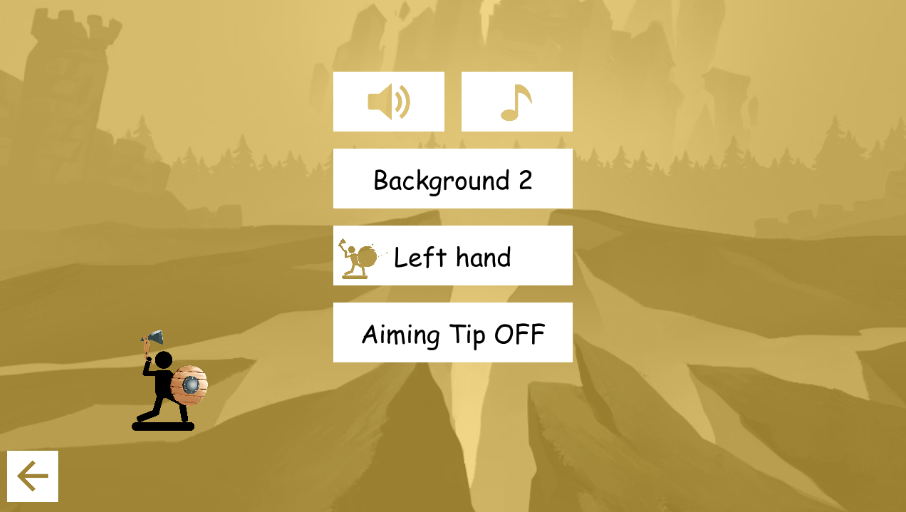 Background 2
Left hand
Aiming Tip OFF